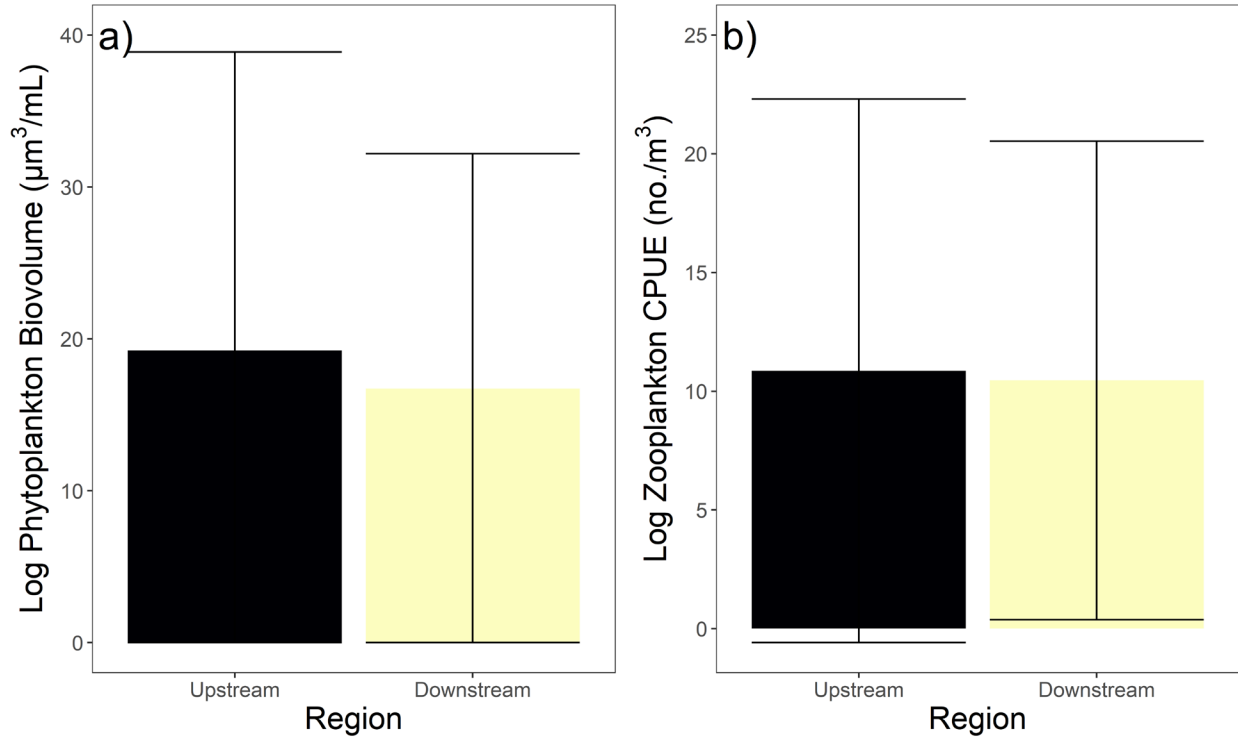 a)
Log Phytoplankton Biovolume (µm³/mL)
40
30
20
10
0
Upstream
Downstream
Region
b)
Log Zooplankton CPUE (no./m³)
25
20
15
10
5
0
Upstream
Downstream
Region